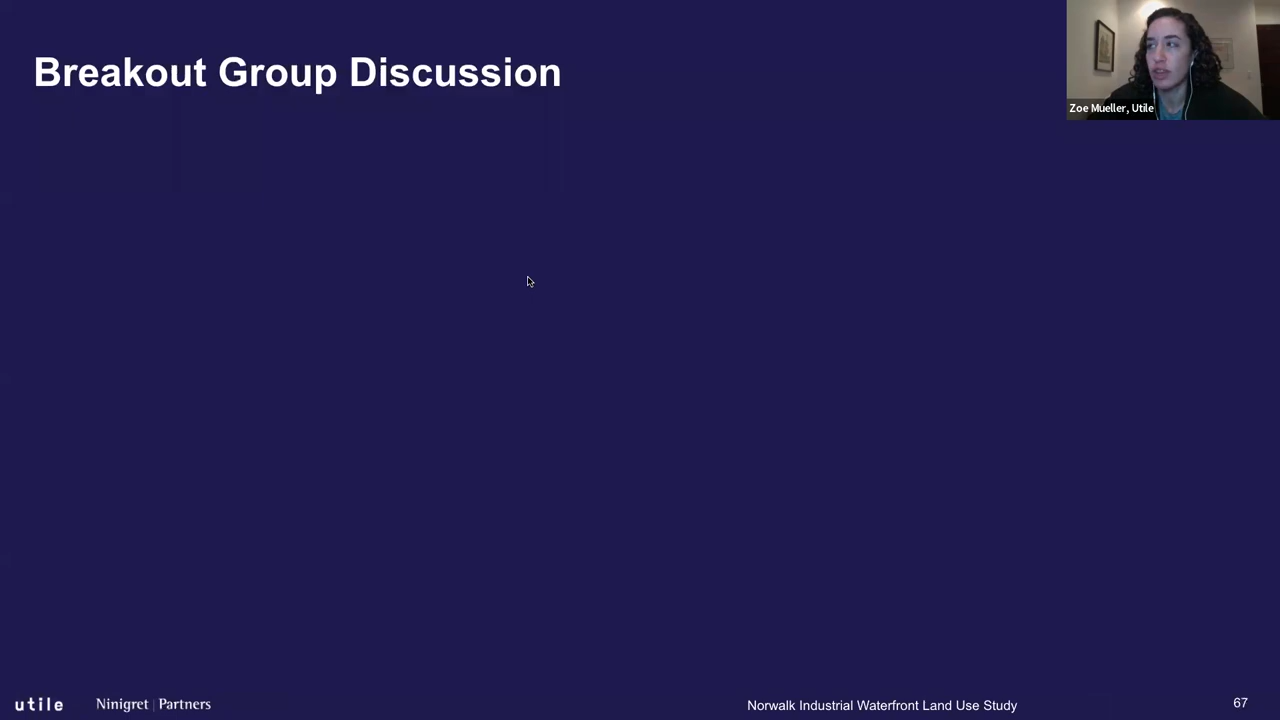 Breakout Group Discussion
Zoe Mueller, Utile
utile
Ninigret | Partners
Norwalk Industrial Waterfront Land Use Study
67